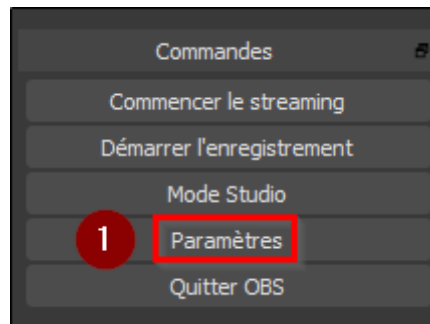 Commandes
Commencer le streaming
Démarrer l'enregistrement
Mode Studio
1 Paramètres
Quitter OBS